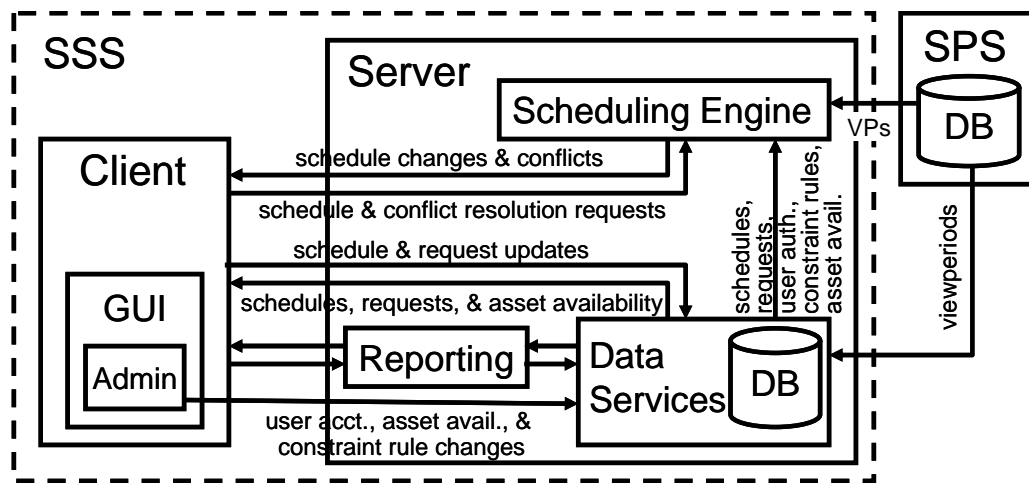 SSS
Server
SPS
Scheduling Engine
DB
VPs
Client
schedule changes & conflicts
schedule & conflict resolution requests
schedules,
requests,
user auth.,
constraint rules,
asset avail.
viewperiods
schedule & request updates
GUI
schedules, requests, & asset availability
Admin
Reporting
Data
Services
DB
user acct., asset avail., &
constraint rule changes